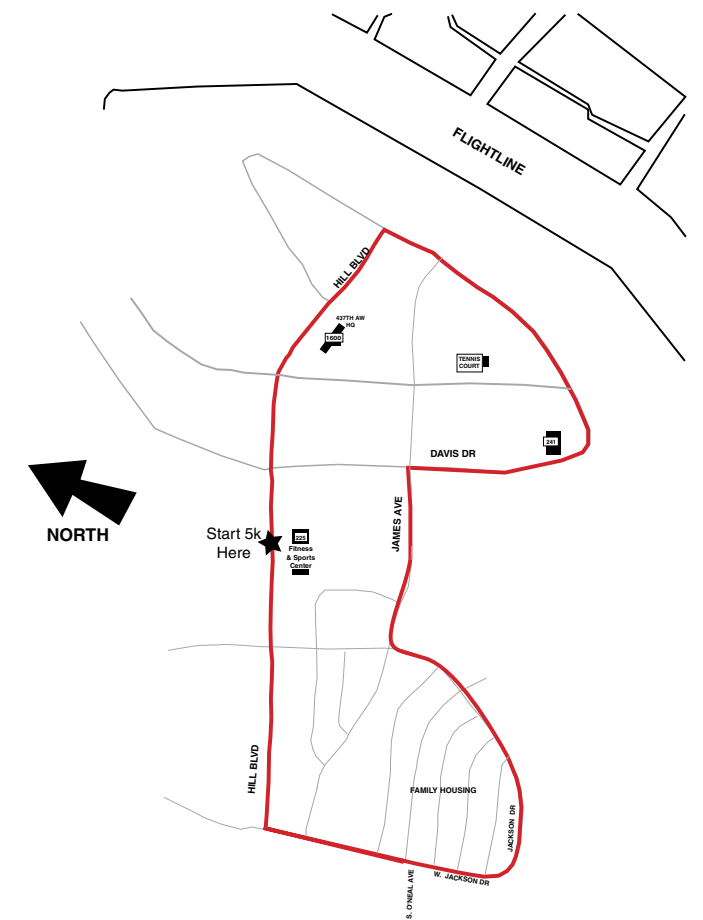 FLIGHTLINE
HILL BLVD
437TH AW
HQ
1600
TENNIS
COURT
241
DAVIS DR
NORTH
JAMES AVE
Start 5k
Here
225
Fitness
& Sports
Center
HILL BLVD
FAMILY HOUSING
JACKSON DR
W. JACKSON DR
S. O'NEAL AVE